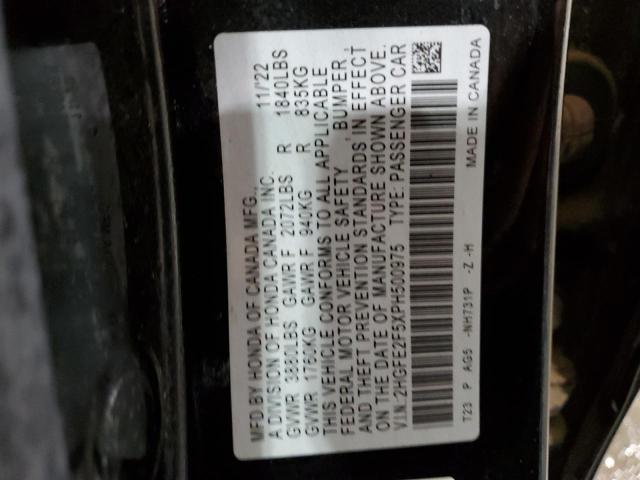 MFD. BY HONDA OF CANADA MFG., 11/22
A DIVISION OF HONDA CANADA INC.
GVWR 3880LBS GAWR F 2072LBS R 1840LBS
GVWR 1760KG GAWR F 940KG R 835KG
THIS VEHICLE CONFORMS TO ALL APPLICABLE
FEDERAL MOTOR VEHICLE SAFETY, BUMPER,
AND THEFT PREVENTION STANDARDS IN EFFECT
ON THE DATE OF MANUFACTURE SHOWN ABOVE.
V.I.N.:2HGFE2F5XPH500975 TYPE: PASSENGER CAR
T23 P AG5 -NH731P -Z -H MADE IN CANADA